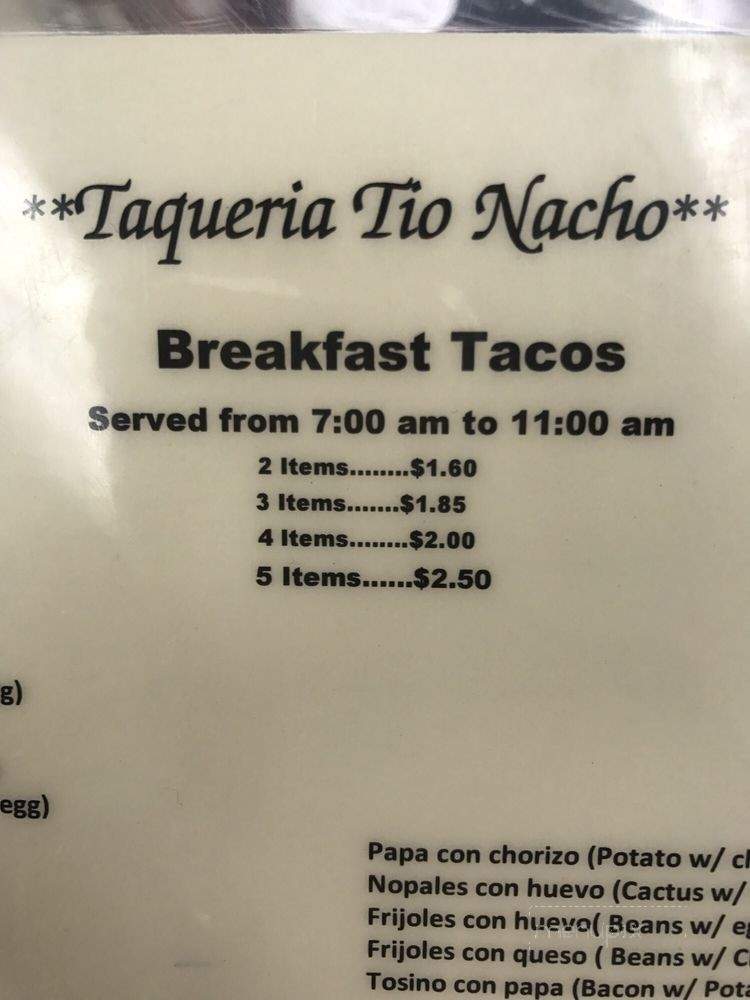 **Taqueria Tio Nacho**
Breakfast Tacos
Served from 7:00 am to 11:00 am
2 Items........$1.60
3 Items.......$1.85
4 Items........$2.00
5 Items......$2.50
g)
egg)
Papa con chorizo (Potato w/
Nopales con huevo (Cactus w/
Frijoles con huevo( Beans w/
Frijoles con queso ( Beans w/
Tosino con papa (Bacon w/